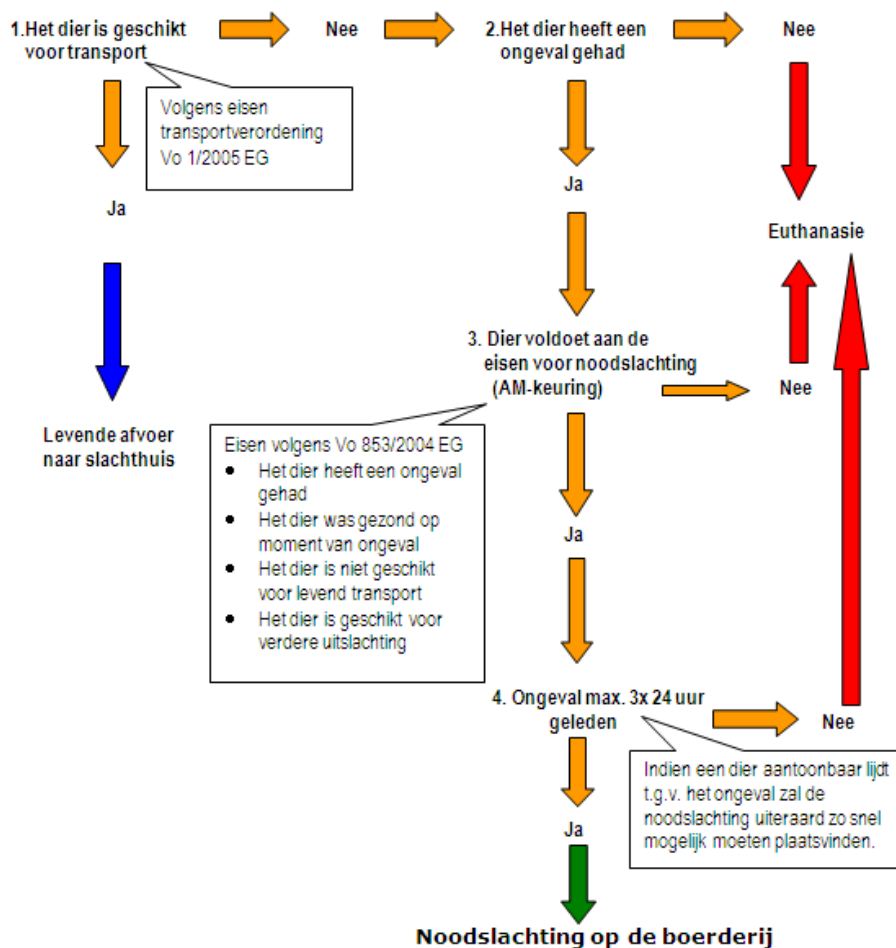 1.Het dier is geschikt
voor transport
Nee
2.Het dier heeft een
ongeval gehad
Nee
Volgens eisen
transportverordening
Vo 1/2005 EG
Ja
Ja
Euthanasie
3. Dier voldoet aan de
eisen voor noodslachting
(AM-keuring)
Nee
Levende afvoer
naar slachthuis
Eisen volgens Vo 853/2004 EG
• Het dier heeft een ongeval
gehad
• Het dier was gezond op
moment van ongeval
• Het dier is niet geschikt
voor levend transport
• Het dier is geschikt voor
verdere uitslachting
Ja
4. Ongeval max. 3x 24 uur
geleden
Nee
Indien een dier aantoonbaar lijdt
t.g.v. het ongeval zal de
noodslachting uiteraard zo snel
mogelijk moeten plaatsvinden.
Ja
Noodslachting op de boerderij